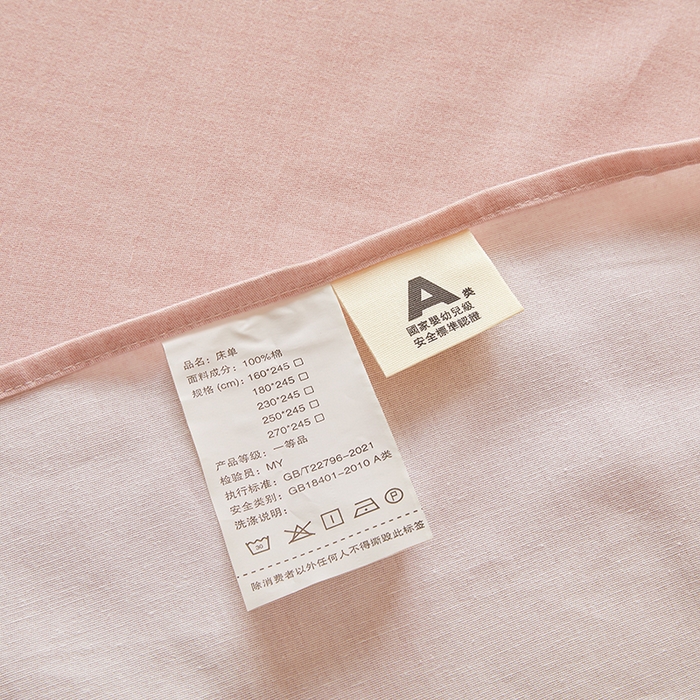 A类
國家嬰幼兒級
安全標準認證
品名：床单
面料成分：100%棉
规格(cm)：160*245 □
180*245 □
230*245 □
250*245 □
270*245 □
产品等级：一等品
检验员：MY
执行标准：GB/T22796-2021
安全类别：GB18401-2010 A类
洗涤说明：
30
P
除消费者以外任何人不得撕毁此标签